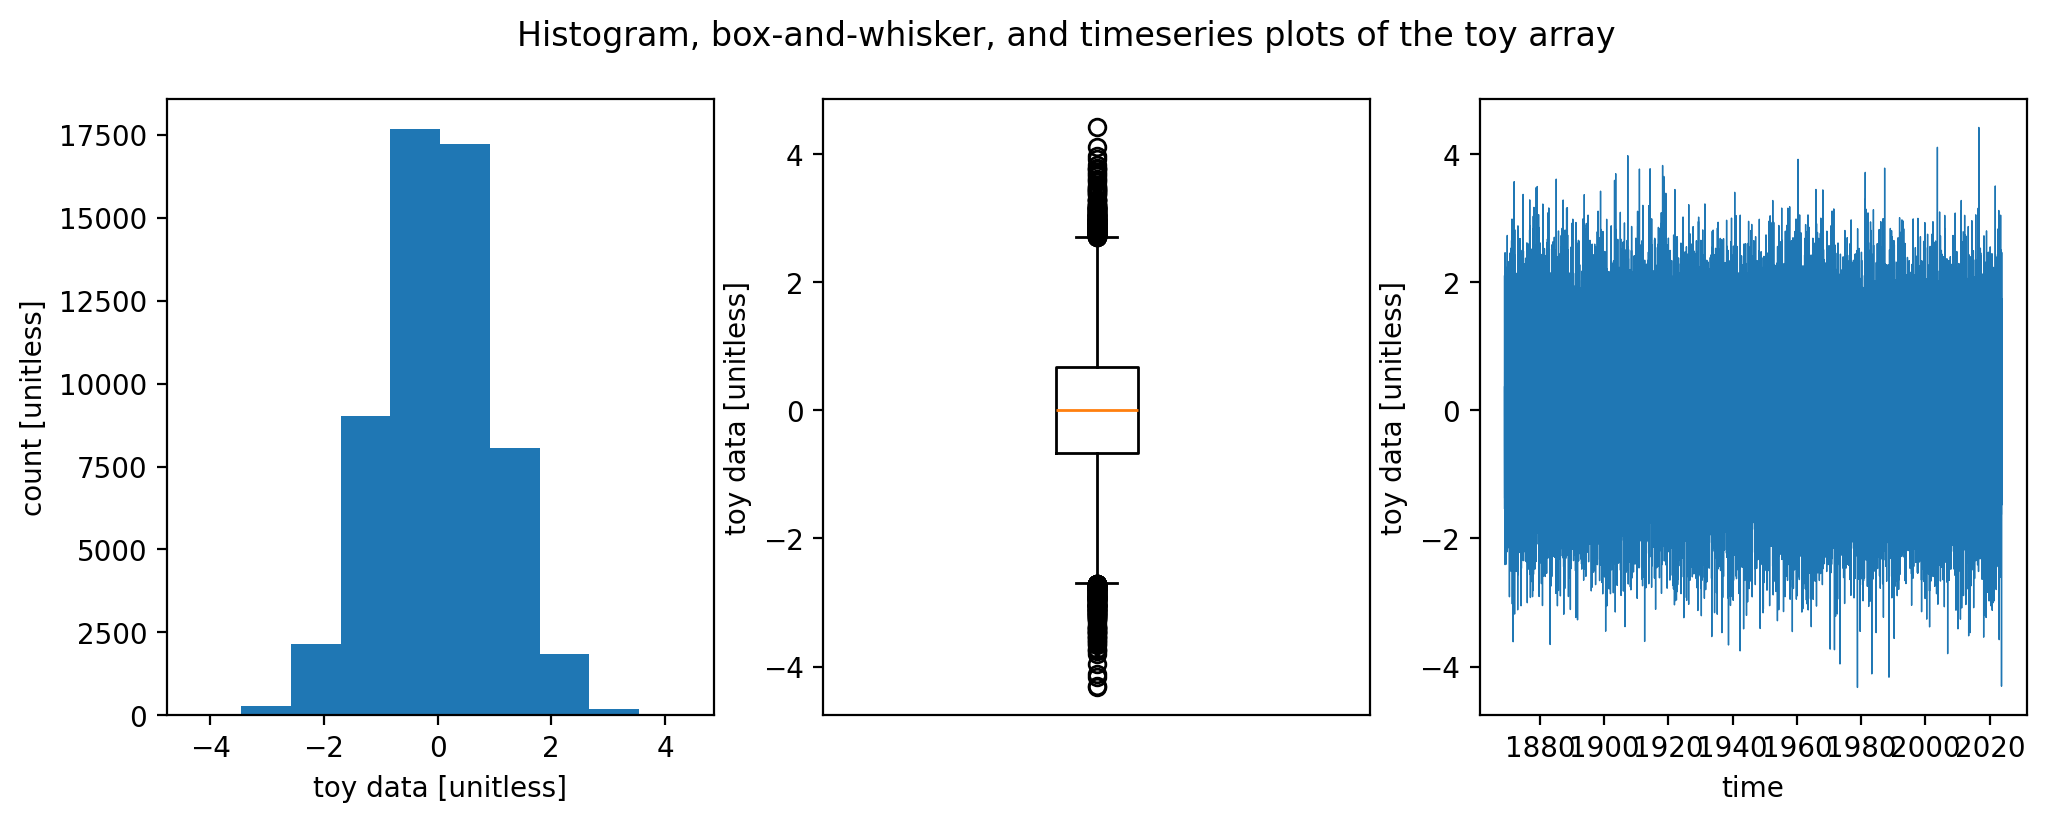 Histogram, box-and-whisker, and timeseries plots of the toy array
17500
15000
12500
10000
7500
5000
2500
0
count [unitless]
−4 −2 0 2 4
toy data [unitless]
4
2
0
−2
−4
toy data [unitless]
4
2
0
−2
−4
toy data [unitless]
1880 1900 1920 1940 1960 1980 2000 2020
time